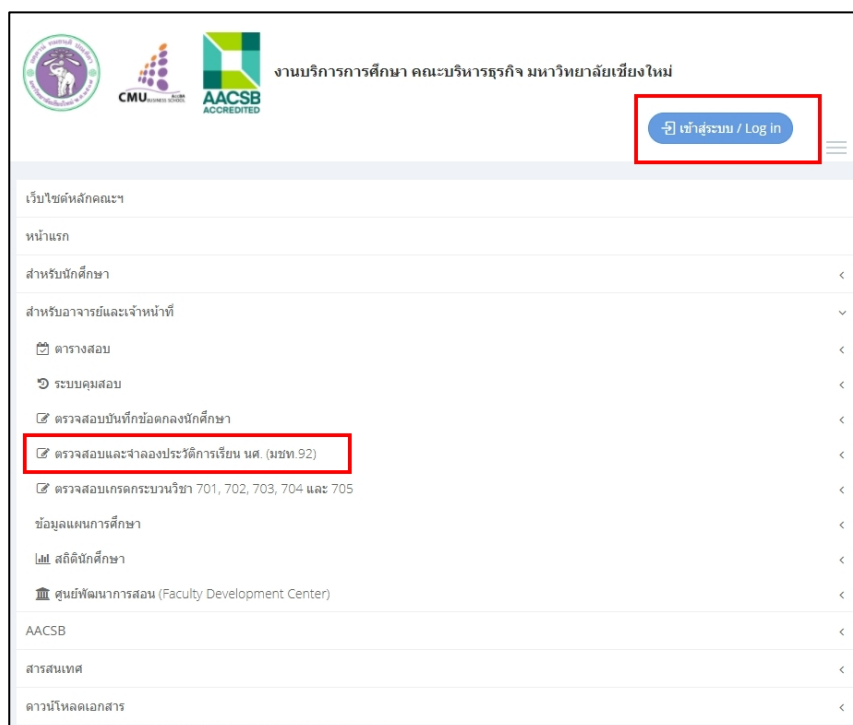 งานบริการการศึกษา คณะบริหารธุรกิจ มหาวิทยาลัยเชียงใหม่
CMU BUSINESS SCHOOL
AACSB
ACCREDITED
เข้าสู่ระบบ / Log in
เว็บไซต์หลักคณะฯ
หน้าแรก
สำหรับนักศึกษา
สำหรับอาจารย์และเจ้าหน้าที่
ตารางสอบ
ระบบคุมสอบ
ตรวจสอบบันทึกข้อตกลงนักศึกษา
ตรวจสอบและจำลองประวัติการเรียน นศ. (มชท.92)
ตรวจสอบเกรดกระบวนวิชา 701, 702, 703, 704 และ 705
ข้อมูลแผนการศึกษา
สถิตินักศึกษา
ศูนย์พัฒนาการสอน (Faculty Development Center)
AACSB
สารสนเทศ
ดาวน์โหลดเอกสาร